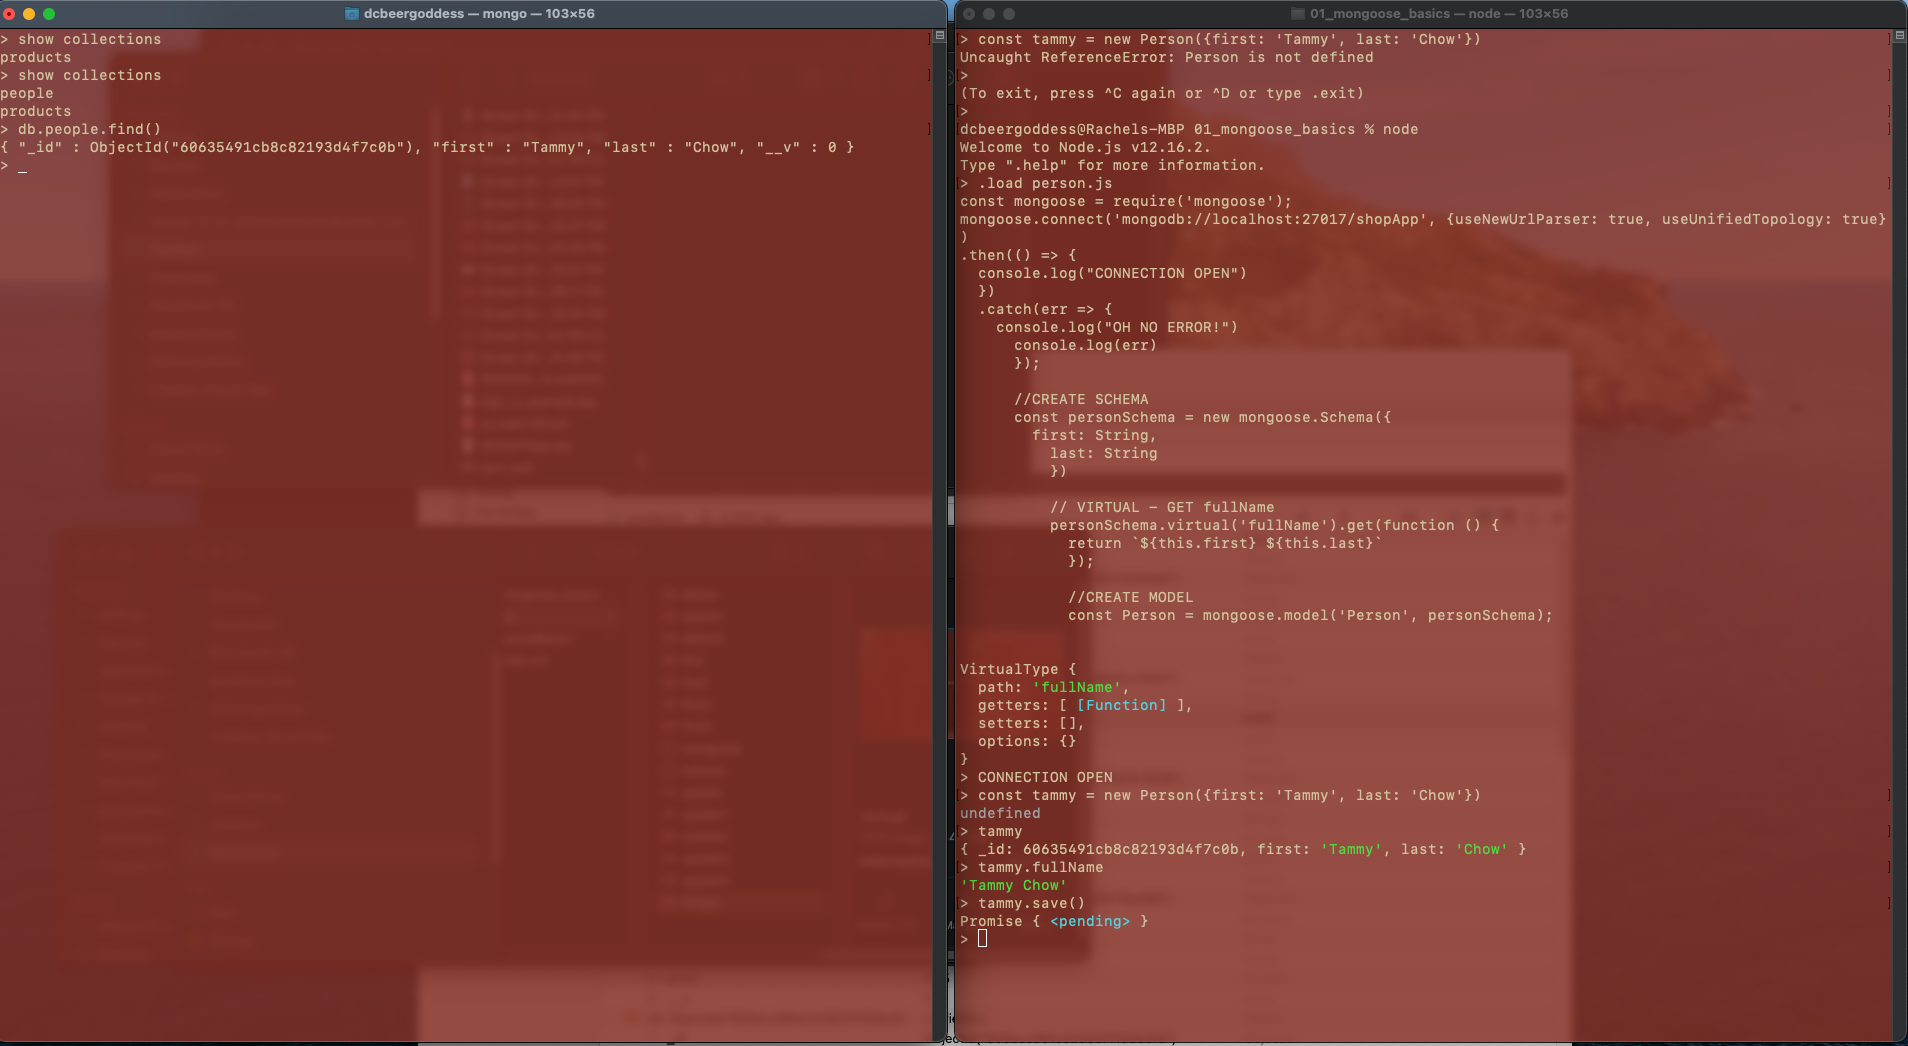 dcbeergoddess — mongo — 103×56
> show collections
products
> show collections
people
products
> db.people.find()
{ "_id" : ObjectId("60635491cb8c82193d4f7c0b"), "first" : "Tammy", "last" : "Chow", "__v" : 0 }
> _
01_mongoose_basics — node — 103×56
> const tammy = new Person({first: 'Tammy', last: 'Chow'})
Uncaught ReferenceError: Person is not defined
>
(To exit, press ^C again or ^D or type .exit)
>
dcbeergoddess@Rachels-MBP 01_mongoose_basics % node
Welcome to Node.js v12.16.2.
Type ".help" for more information.
> .load person.js
const mongoose = require('mongoose');
mongoose.connect('mongodb://localhost:27017/shopApp', {useNewUrlParser: true, useUnifiedTopology: true}
)
.then(() => {
  console.log("CONNECTION OPEN")
  })
  .catch(err => {
    console.log("OH NO ERROR!")
      console.log(err)
      });
      //CREATE SCHEMA
      const personSchema = new mongoose.Schema({
        first: String,
          last: String
          })
          // VIRTUAL - GET fullName
          personSchema.virtual('fullName').get(function () {
            return `${this.first} ${this.last}`
            });
            //CREATE MODEL
            const Person = mongoose.model('Person', personSchema);
VirtualType {
  path: 'fullName',
  getters: [ [Function] ],
  setters: [],
  options: {}
}
> CONNECTION OPEN
> const tammy = new Person({first: 'Tammy', last: 'Chow'})
undefined
> tammy
{ _id: 60635491cb8c82193d4f7c0b, first: 'Tammy', last: 'Chow' }
> tammy.fullName
'Tammy Chow'
> tammy.save()
Promise { <pending> }
>